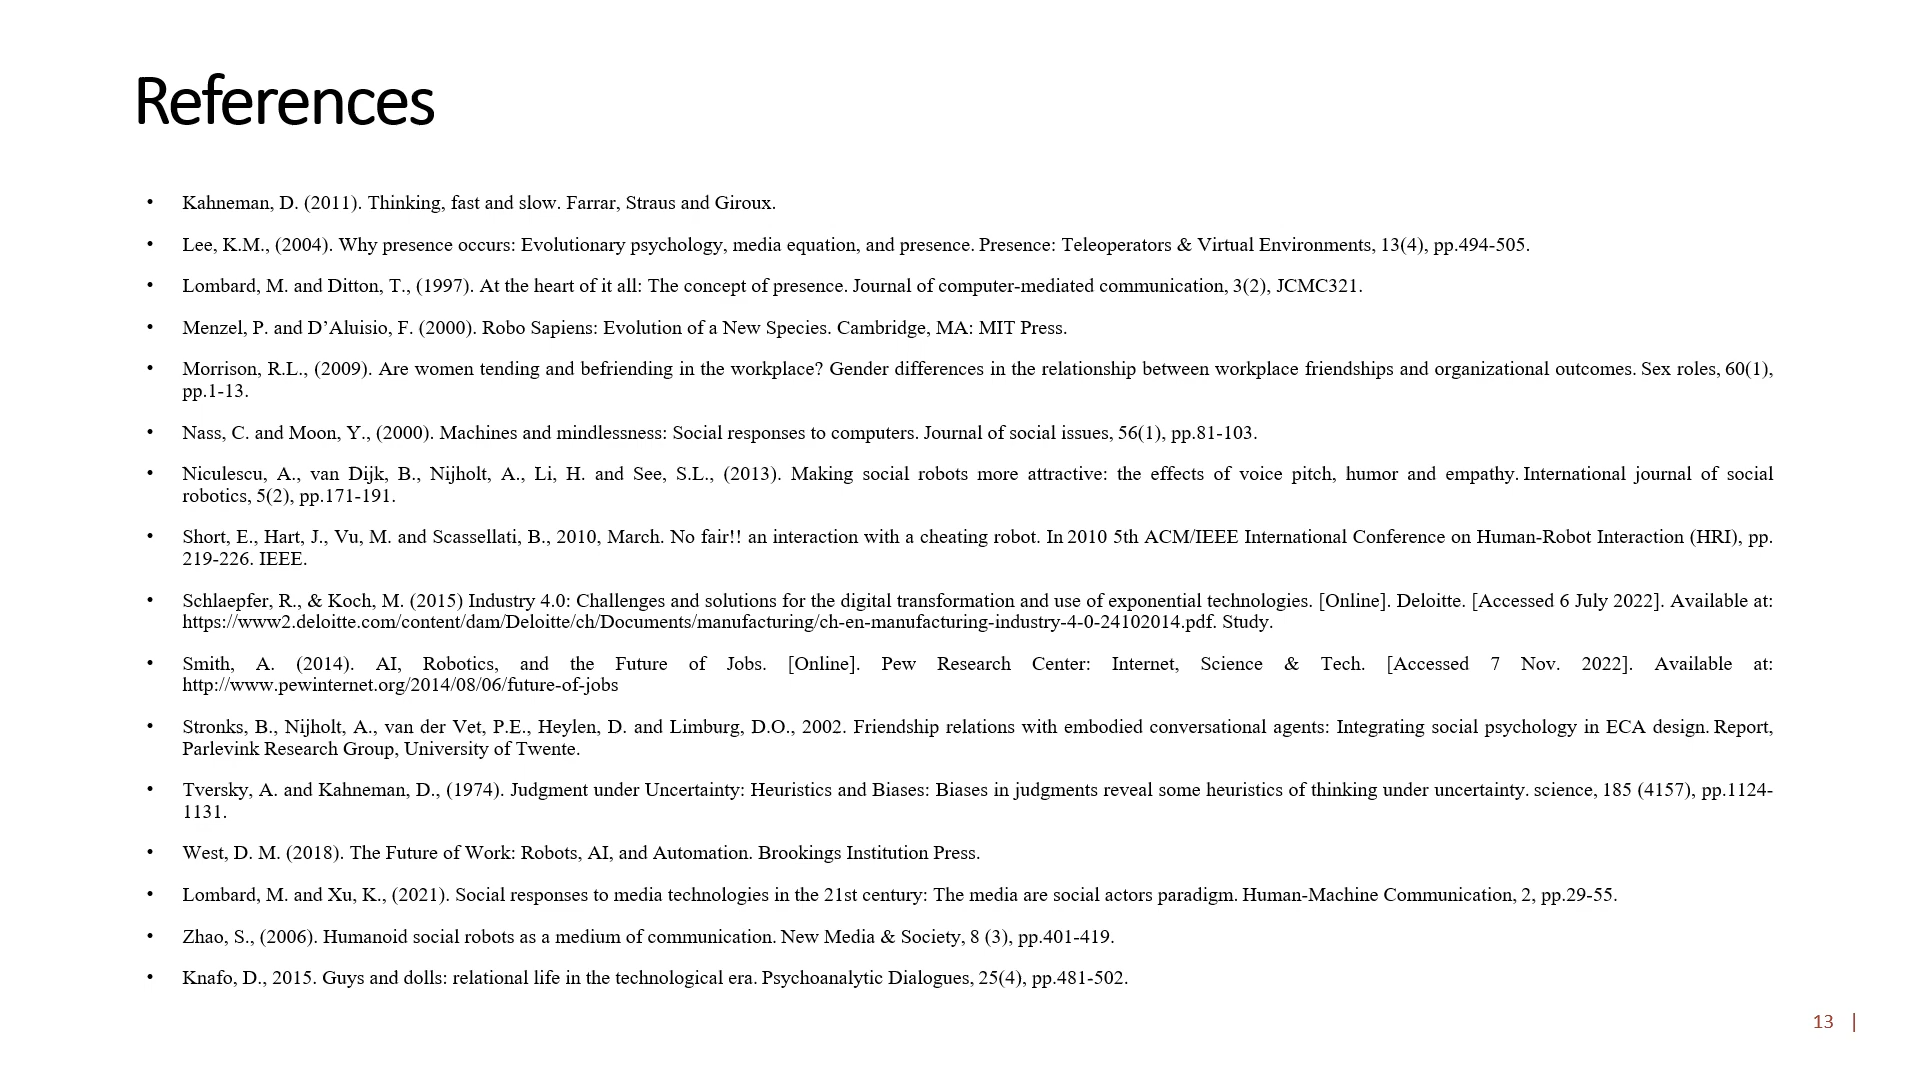 References
• Kahneman, D. (2011). Thinking, fast and slow. Farrar, Straus and Giroux.
• Lee, K.M., (2004). Why presence occurs: Evolutionary psychology, media equation, and presence. Presence: Teleoperators & Virtual Environments, 13(4), pp.494-505.
• Lombard, M. and Ditton, T., (1997). At the heart of it all: The concept of presence. Journal of computer-mediated communication, 3(2), JCMC321.
• Menzel, P. and D’Aluisio, F. (2000). Robo Sapiens: Evolution of a New Species. Cambridge, MA: MIT Press.
• Morrison, R.L., (2009). Are women tending and befriending in the workplace? Gender differences in the relationship between workplace friendships and organizational outcomes. Sex roles, 60(1),
pp.1-13.
• Nass, C. and Moon, Y., (2000). Machines and mindlessness: Social responses to computers. Journal of social issues, 56(1), pp.81-103.
• Niculescu, A., van Dijk, B., Nijholt, A., Li, H. and See, S.L., (2013). Making social robots more attractive: the effects of voice pitch, humor and empathy. International journal of social
robotics, 5(2), pp.171-191.
• Short, E., Hart, J., Vu, M. and Scassellati, B., 2010, March. No fair!! an interaction with a cheating robot. In 2010 5th ACM/IEEE International Conference on Human-Robot Interaction (HRI), pp.
219-226. IEEE.
• Schlaepfer, R., & Koch, M. (2015) Industry 4.0: Challenges and solutions for the digital transformation and use of exponential technologies. [Online]. Deloitte. [Accessed 6 July 2022]. Available at:
https://www2.deloitte.com/content/dam/Deloitte/ch/Documents/manufacturing/ch-en-manufacturing-industry-4-0-24102014.pdf. Study.
• Smith, A. (2014). AI, Robotics, and the Future of Jobs. [Online]. Pew Research Center: Internet, Science & Tech. [Accessed 7 Nov. 2022]. Available at:
http://www.pewinternet.org/2014/08/06/future-of-jobs
• Stronks, B., Nijholt, A., van der Vet, P.E., Heylen, D. and Limburg, D.O., 2002. Friendship relations with embodied conversational agents: Integrating social psychology in ECA design. Report,
Parlevink Research Group, University of Twente.
• Tversky, A. and Kahneman, D., (1974). Judgment under Uncertainty: Heuristics and Biases: Biases in judgments reveal some heuristics of thinking under uncertainty. science, 185 (4157), pp.1124-
1131.
• West, D. M. (2018). The Future of Work: Robots, AI, and Automation. Brookings Institution Press.
• Lombard, M. and Xu, K., (2021). Social responses to media technologies in the 21st century: The media are social actors paradigm. Human-Machine Communication, 2, pp.29-55.
• Zhao, S., (2006). Humanoid social robots as a medium of communication. New Media & Society, 8 (3), pp.401-419.
• Knafo, D., 2015. Guys and dolls: relational life in the technological era. Psychoanalytic Dialogues, 25(4), pp.481-502.
13 |